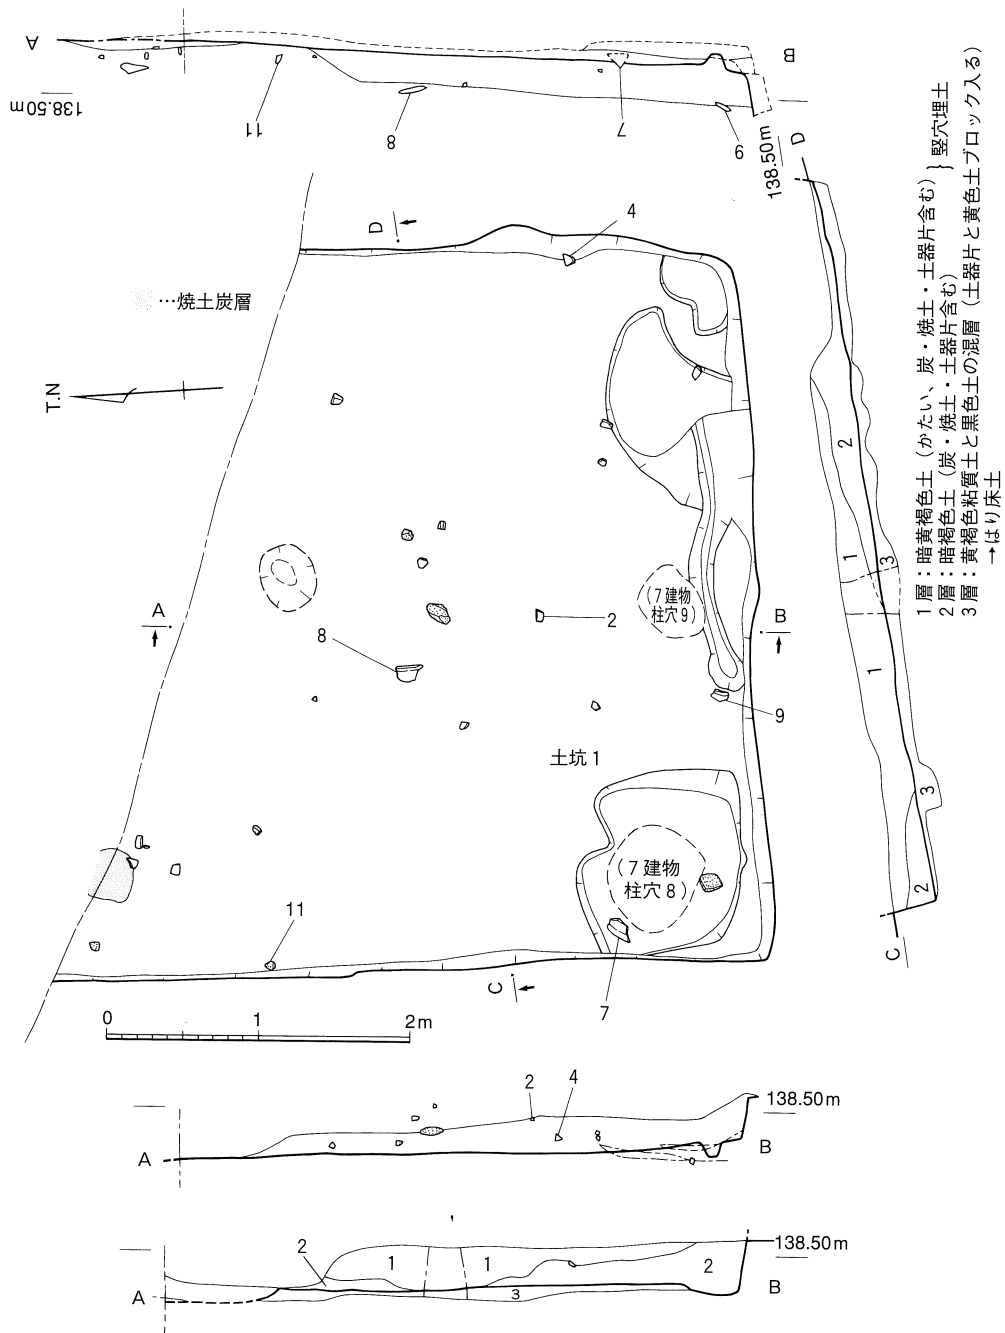 A
B
138.50m
11
8
7
9
138.50m
D
D
4
…焼土炭層
T.N
1層：暗黄褐色土（かたい、炭・焼土・土器片含む）
2層：暗褐色土（炭・焼土・土器片含む）
} 竪穴埋土
3層：黄褐色粘質土と黒色土の混層（土器片と黄色土ブロック入る）
→はり床土
2
1
3
1
3
2
C
A
8
2
（7建物
柱穴9）
B
9
土坑1
（7建物
柱穴8）
11
C
7
0 1 2m
2
4
138.50m
A
B
2
1
1
2
3
138.50m
A
B